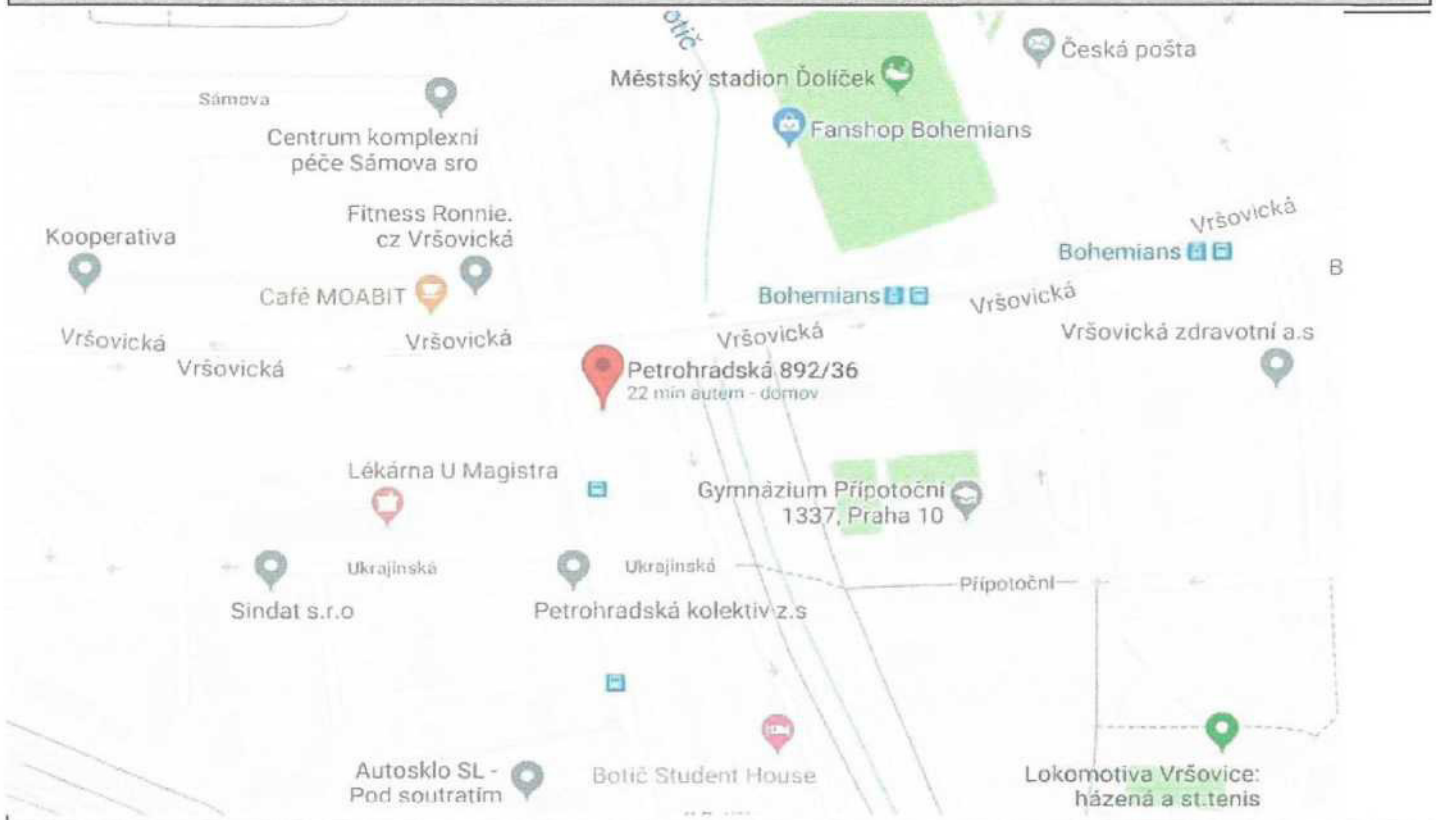 otič
Městský stadion Ďolíček
Česká pošta
Sámova
Centrum komplexní
péče Sámova sro
Fanshop Bohemians
Fitness Ronnie.
cz Vršovická
Kooperativa
Café MOABIT
Vršovická
Bohemians
B
Bohemians
Vršovická
Vršovická
Vršovická
Vršovická
Vršovická
Vršovická zdravotní a.s
Petrohradská 892/36
22 min autem - domov
Lékárna U Magistra
Gymnázium Přípotoční
1337, Praha 10
Ukrajinská
Ukrajinská
Přípotoční
Sindat s.r.o
Petrohradská kolektiv z.s
Autosklo SL -
Pod soutratím
Botič Student House
Lokomotiva Vršovice:
házená a st.tenis